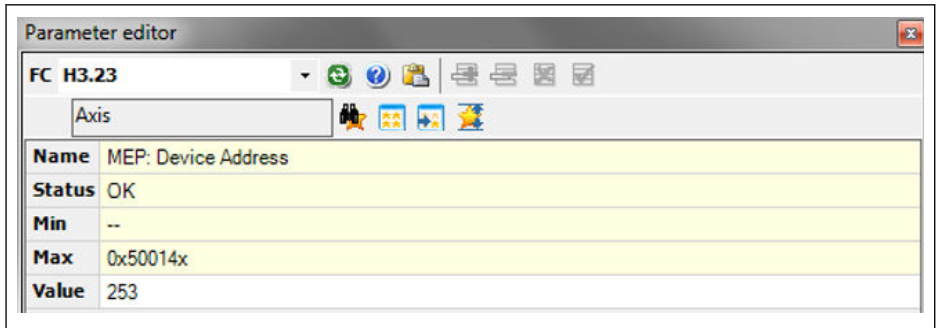 Parameter editor
FC H3.23
Axis
Name MEP: Device Address
Status OK
Min --
Max 0x50014x
Value 253